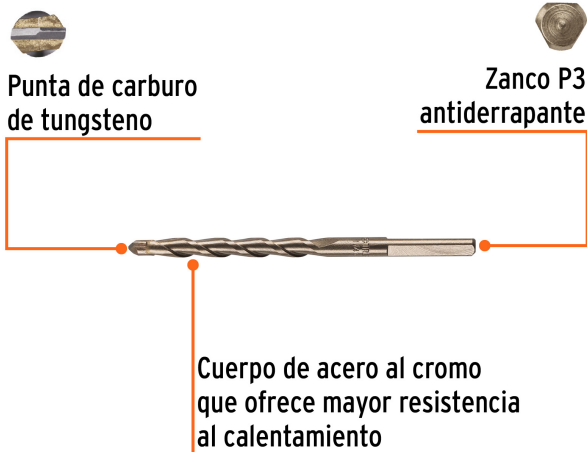 Punta de carburo
de tungsteno
Zanco P3
antiderrapante
Cuerpo de acero al cromo
que ofrece mayor resistencia
al calentamiento